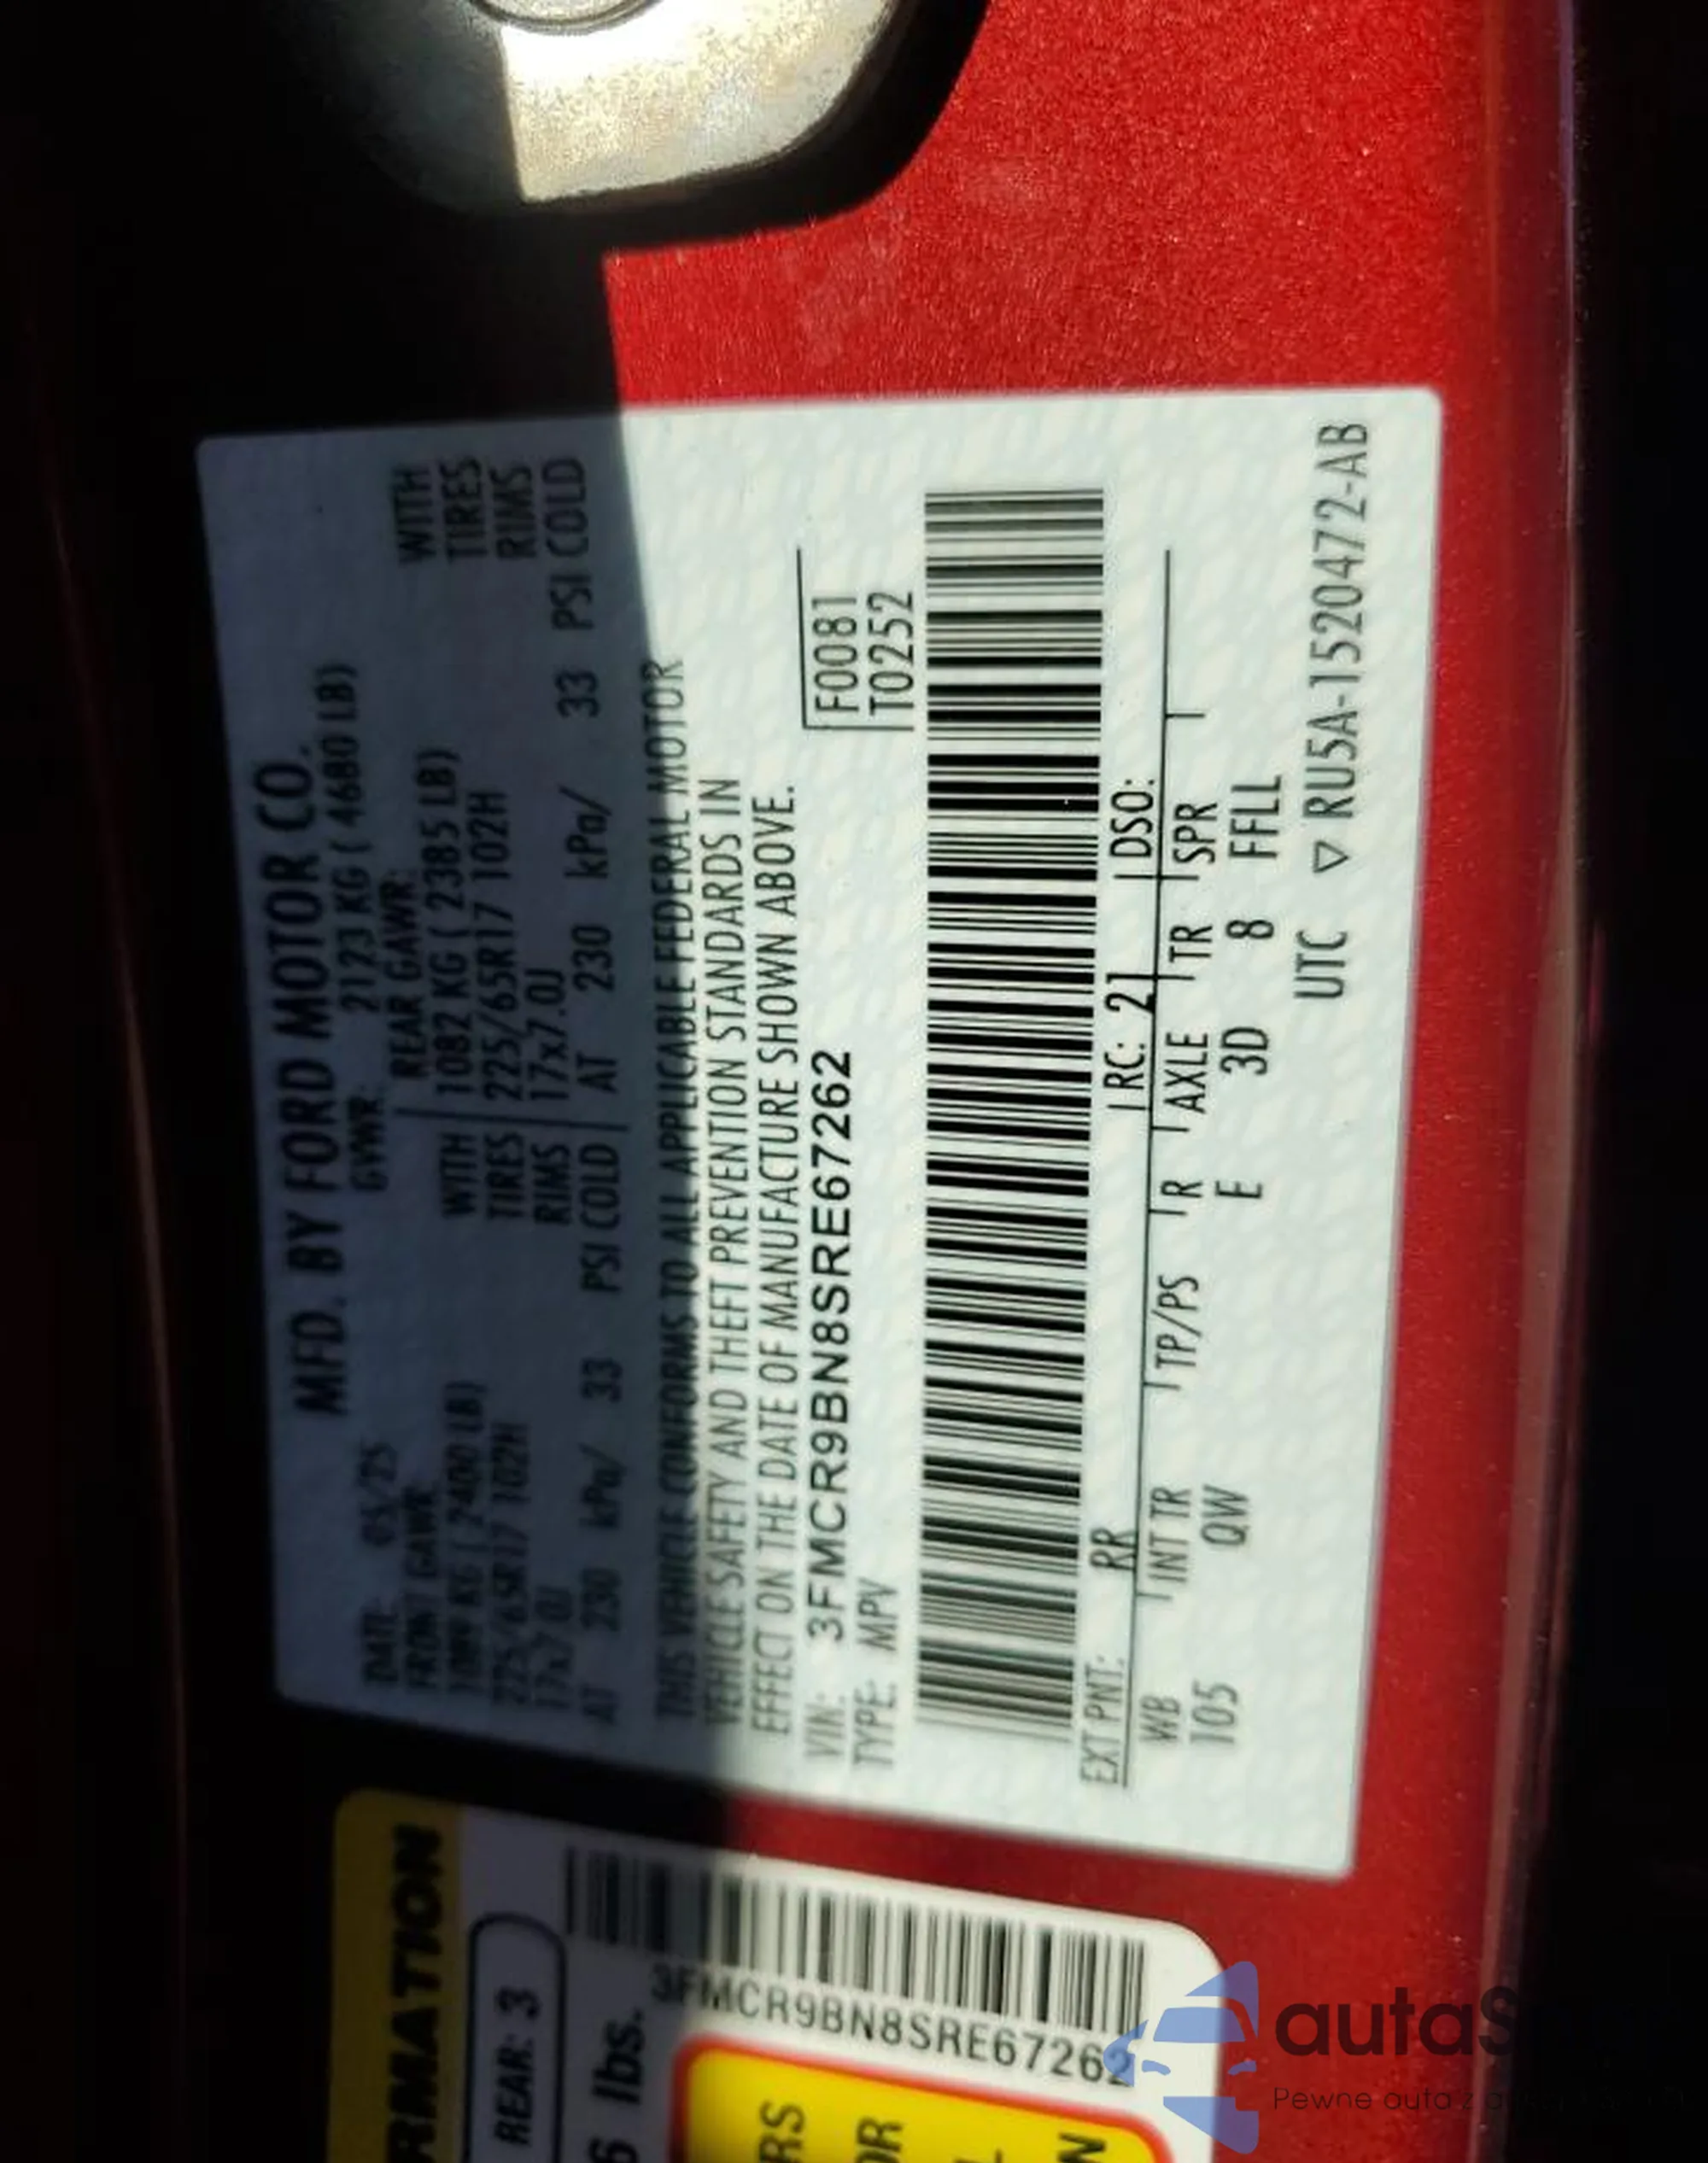 MFD. BY FORD MOTOR CO.
DATE: 05/25 GVWR: 2123 KG ( 4680 LB)
FRONT GAWR: REAR GAWR:
1089 KG ( 2400 LB) WITH 1082 KG ( 2385 LB) WITH
225/65R17 102H TIRES 225/65R17 102H TIRES
17x7.0J RIMS 17x7.0J RIMS
AT 230 kPa/ 33 PSI COLD AT 230 kPa/ 33 PSI COLD
THIS VEHICLE CONFORMS TO ALL APPLICABLE FEDERAL MOTOR
VEHICLE SAFETY AND THEFT PREVENTION STANDARDS IN
EFFECT ON THE DATE OF MANUFACTURE SHOWN ABOVE.
VIN: 3FMCR9BN8SRE67262 F0081
TYPE: MPV T0252
EXT PNT: RR RC: 21 DSO:
WB INT TR TP/PS R AXLE TR SPR
105 QW E 3D 8 FFLL
UTC ▽ RU5A-1520472-AB
RMATION
REAR: 3
6 lbs.
3FMCR9BN8SRE67262
RS
OR
N
autaS
Pewne auta z